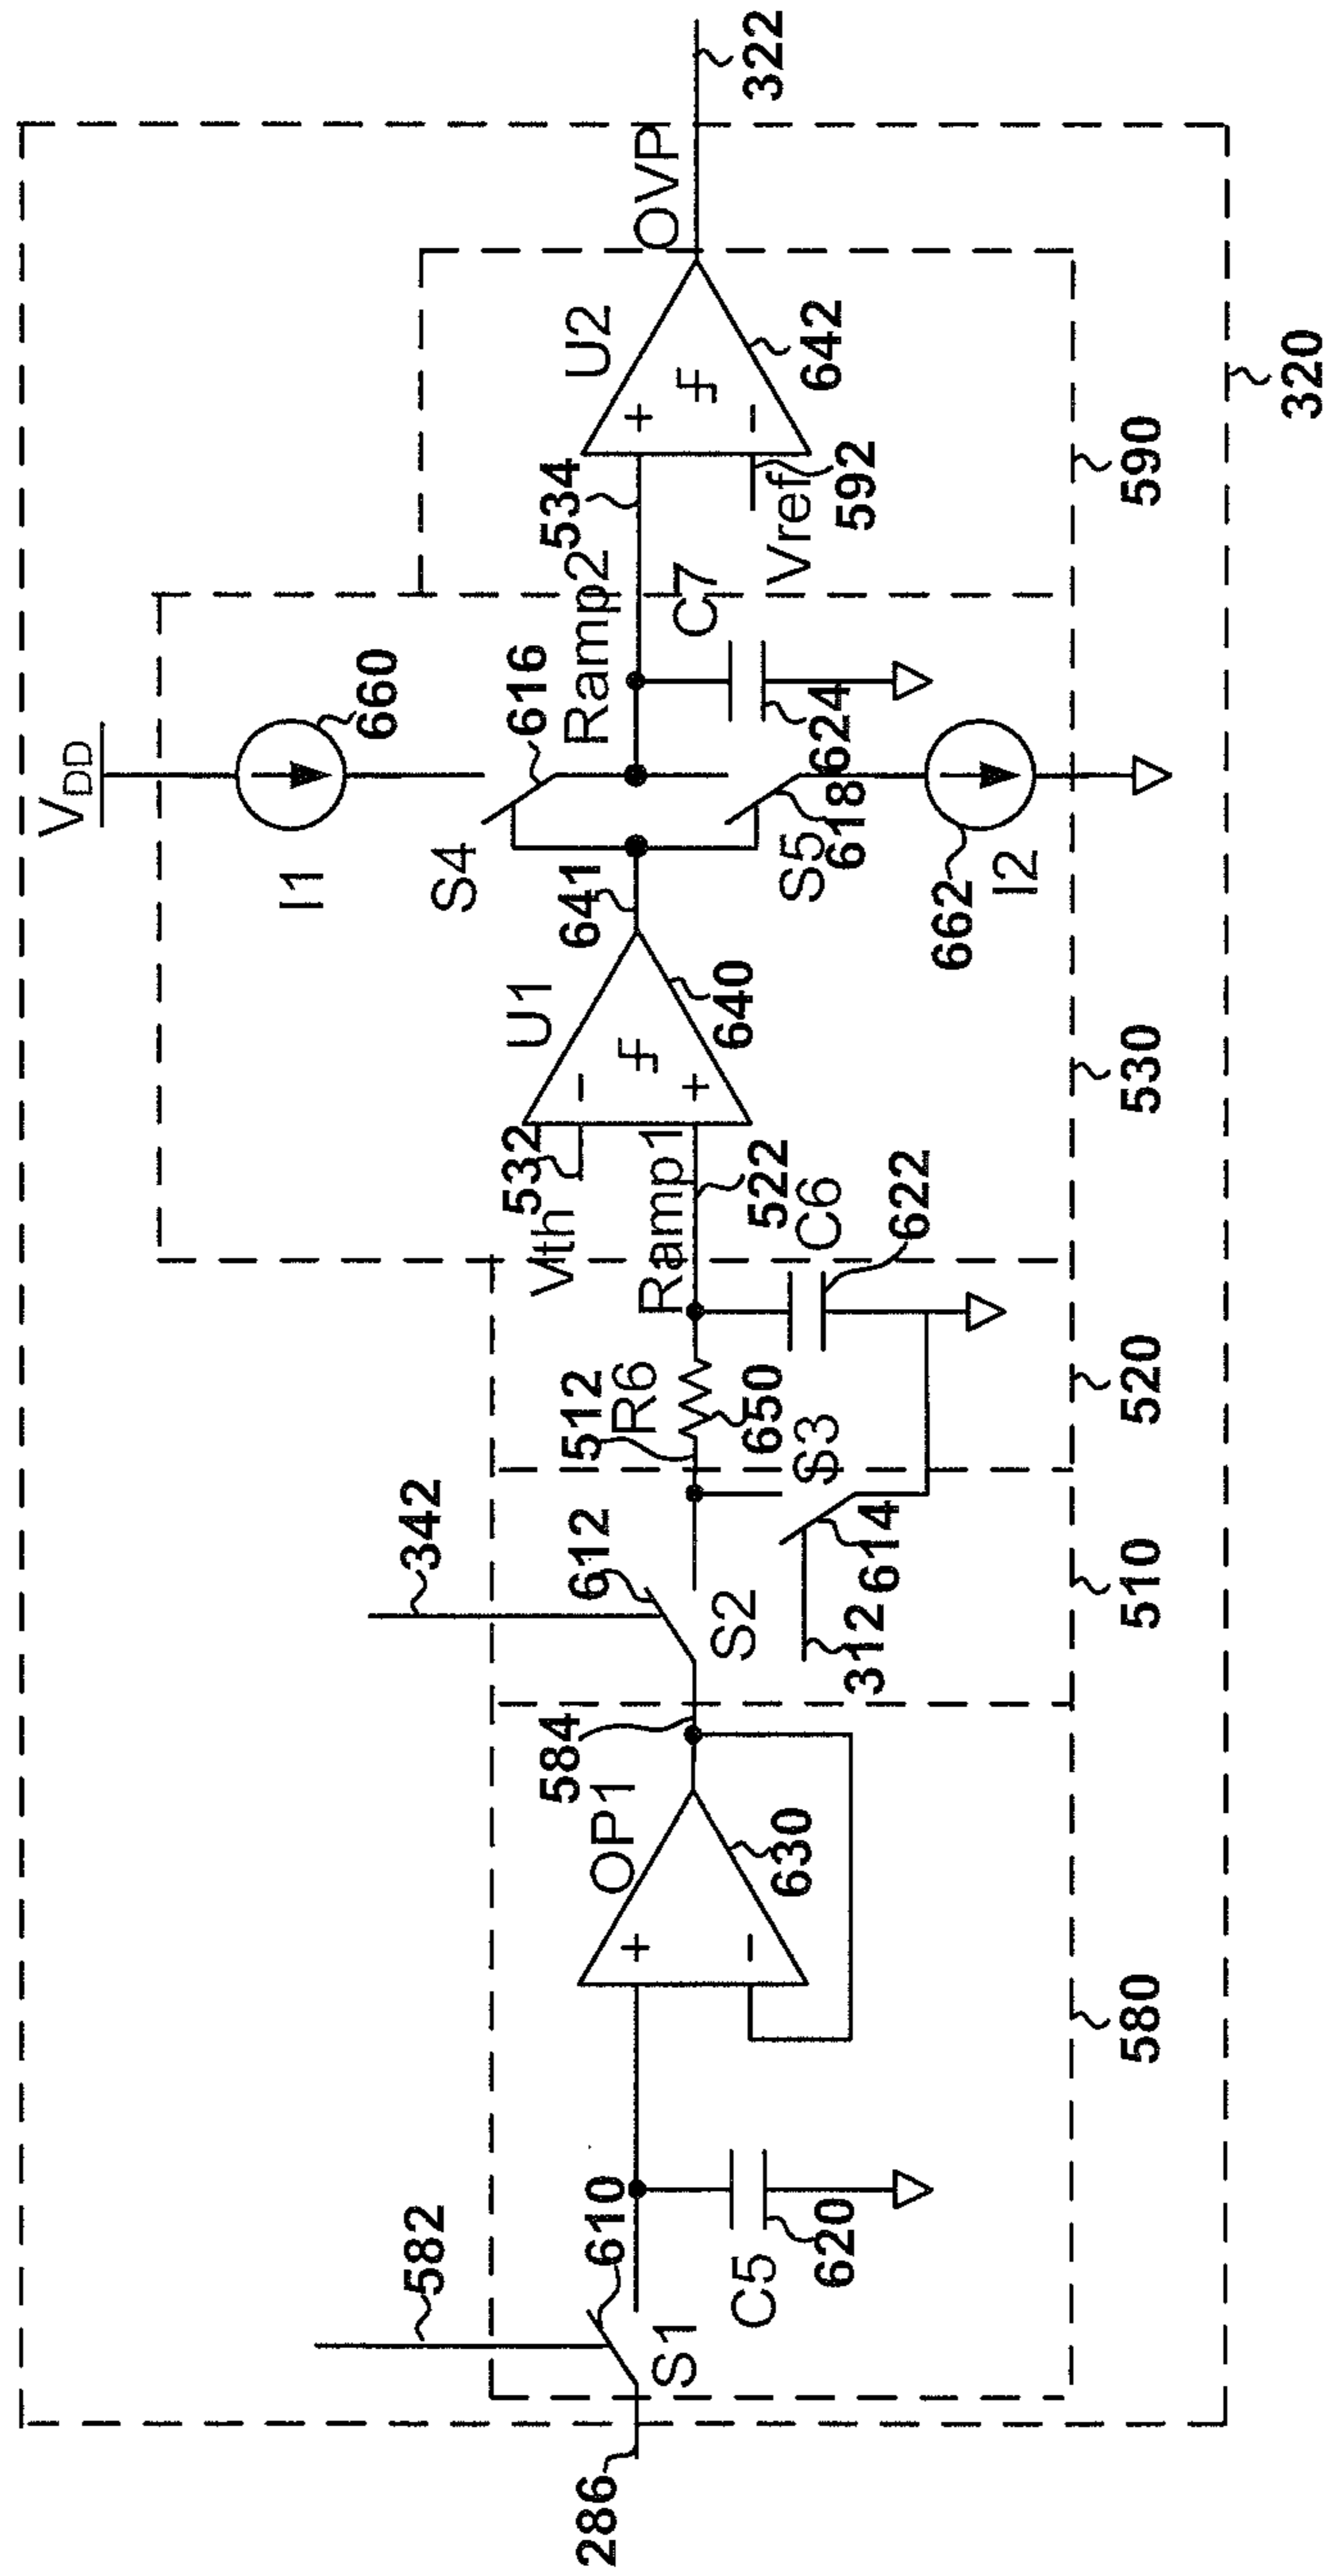 286
582
610
S1
C5
620
OP1
630
584
580
342
612
S2
312
614
S3
510
512
R6
650
Ramp1
522
C6
622
520
532
Vth
U1
640
641
530
VDD
I1
660
S4
616
S5
618
662
I2
Ramp2
534
C7
624
Vref
592
U2
642
590
OVP
322
320
+
-
-
+
+
-